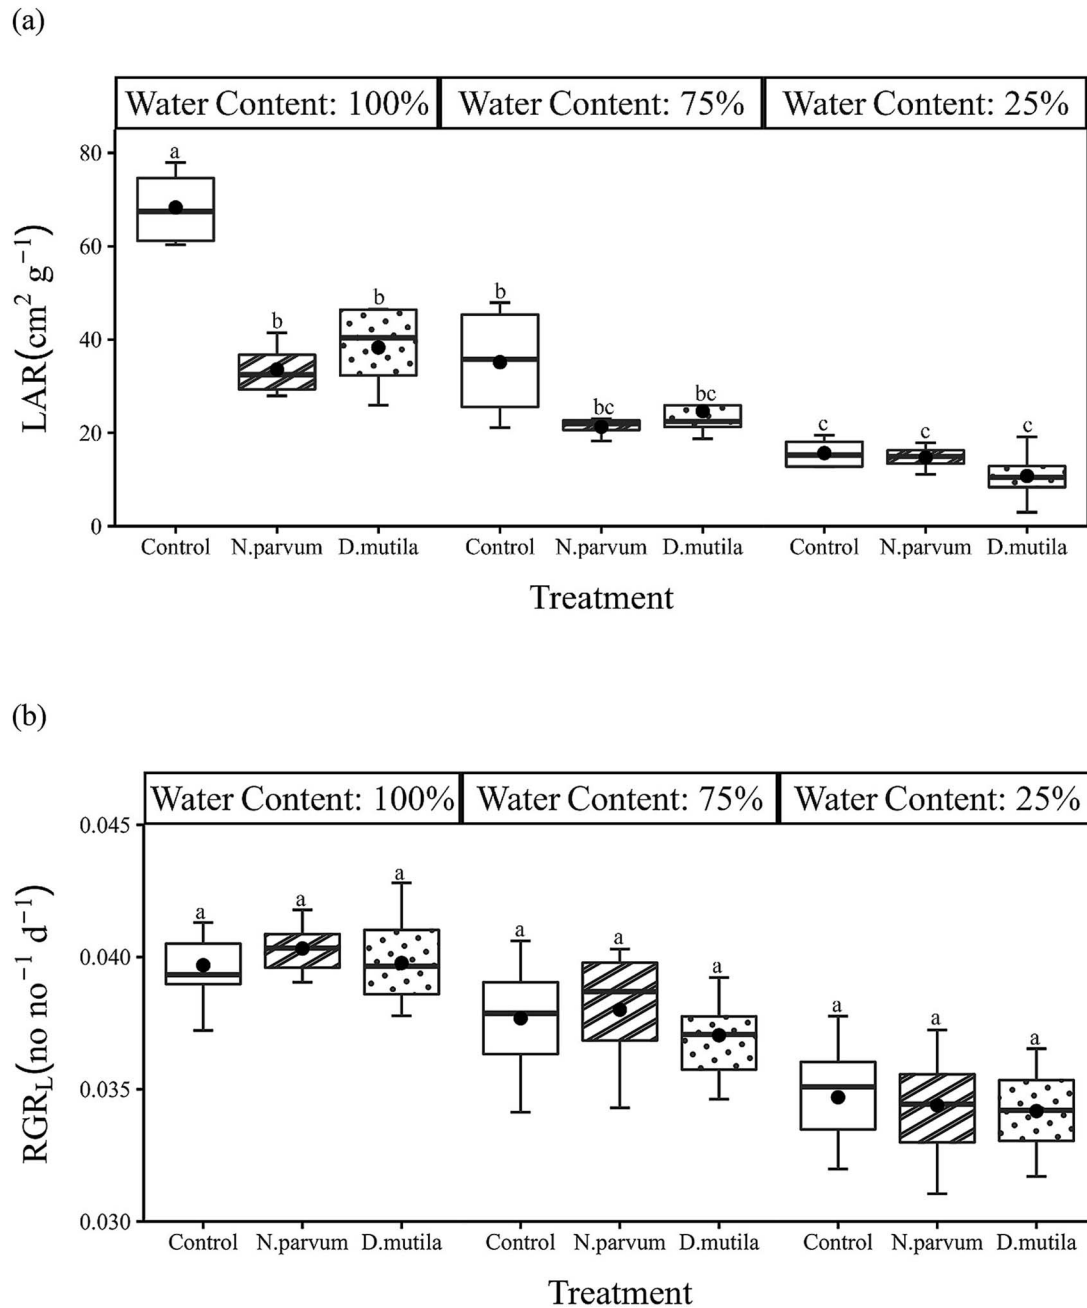 (a)
Water Content: 100% Water Content: 75% Water Content: 25%
80
60
40
20
0
LAR(cm² g⁻¹)
a b b b bc bc c c c
Control N.parvum D.mutila Control N.parvum D.mutila Control N.parvum D.mutila
Treatment
(b)
Water Content: 100% Water Content: 75% Water Content: 25%
0.045
0.040
0.035
0.030
RGR_L(no no⁻¹ d⁻¹)
a a a a a a a a a
Control N.parvum D.mutila Control N.parvum D.mutila Control N.parvum D.mutila
Treatment